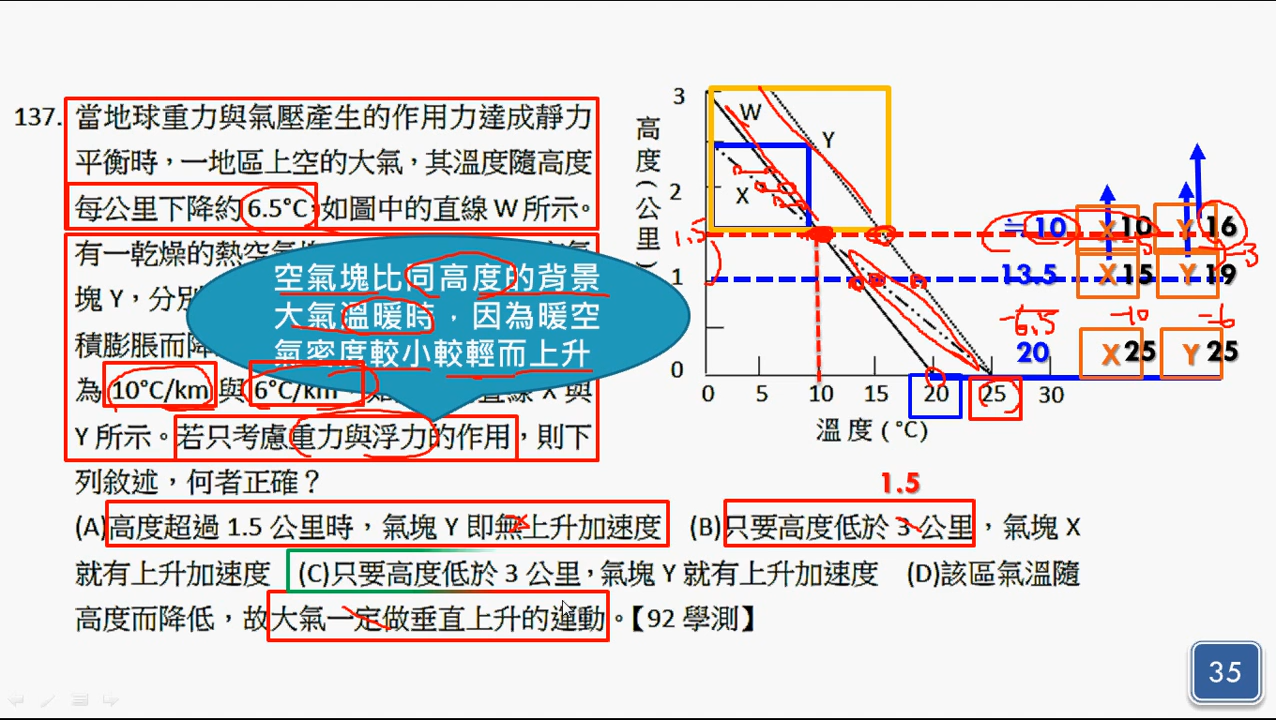 137. 當地球重力與氣壓產生的作用力達成靜力
平衡時，一地區上空的大氣，其溫度隨高度
每公里下降約 6.5°C，如圖中的直線 W 所示。
有一乾燥的熱空氣
塊 Y，分別
積膨脹而降
為 10°C/km 與 6°C/km
直線 X 與
Y 所示。若只考慮重力與浮力的作用，則下
列敘述，何者正確？
空氣塊比同高度的背景
大氣溫暖時，因為暖空
氣密度較小較輕而上升
(A)高度超過 1.5 公里時，氣塊 Y 即無上升加速度 (B)只要高度低於 3 公里，氣塊 X
就有上升加速度 (C)只要高度低於 3 公里，氣塊 Y 就有上升加速度 (D)該區氣溫隨
高度而降低，故大氣一定做垂直上升的運動。【92 學測】
1.5
高度(公里)
3
2
1.5
1
0
W
X
Y
0 5 10 15 20 25 30
溫度(°C)
≒10 X 10 Y 16
-3
13.5 X 15 Y 19
-6.5 -10 -6
20 X 25 Y 25
35